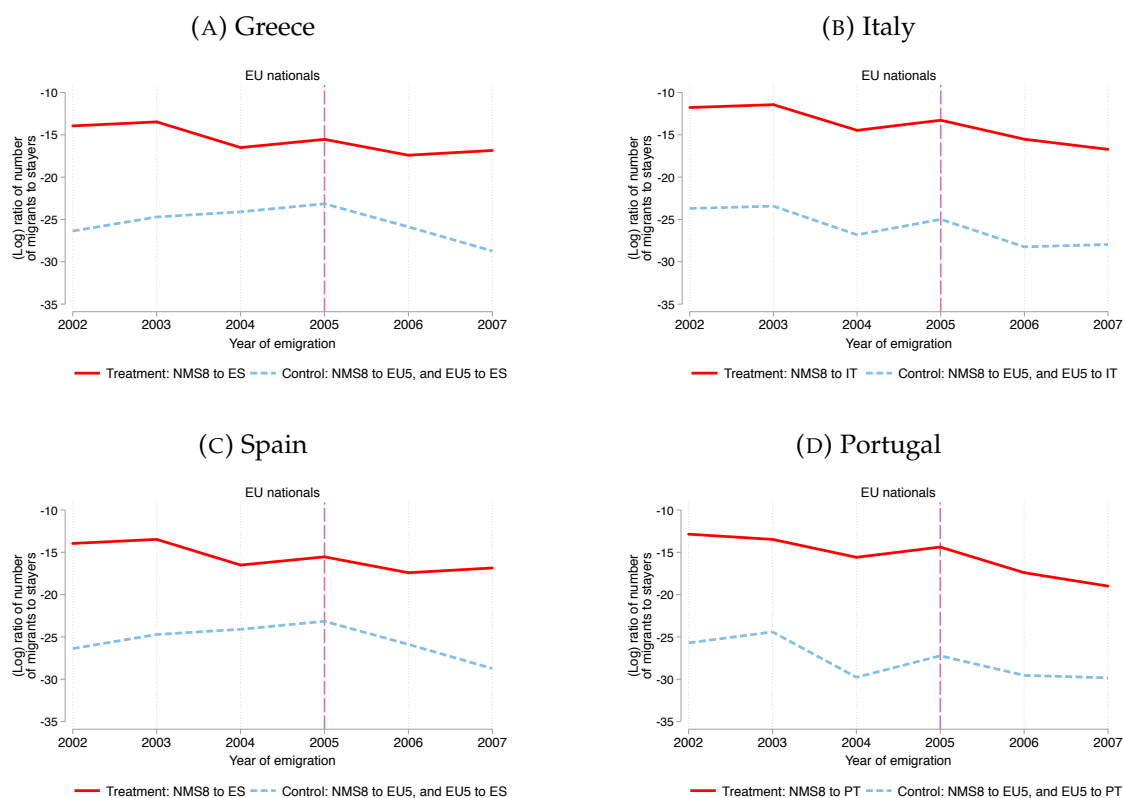 (A) Greece
EU nationals
(Log) ratio of number
of migrants to stayers
-10
-15
-20
-25
-30
-35
2002 2003 2004 2005 2006 2007
Year of emigration
Treatment: NMS8 to ES Control: NMS8 to EU5, and EU5 to ES
(B) Italy
EU nationals
(Log) ratio of number
of migrants to stayers
-10
-15
-20
-25
-30
-35
2002 2003 2004 2005 2006 2007
Year of emigration
Treatment: NMS8 to IT Control: NMS8 to EU5, and EU5 to IT
(C) Spain
EU nationals
(Log) ratio of number
of migrants to stayers
-10
-15
-20
-25
-30
-35
2002 2003 2004 2005 2006 2007
Year of emigration
Treatment: NMS8 to ES Control: NMS8 to EU5, and EU5 to ES
(D) Portugal
EU nationals
(Log) ratio of number
of migrants to stayers
-10
-15
-20
-25
-30
-35
2002 2003 2004 2005 2006 2007
Year of emigration
Treatment: NMS8 to PT Control: NMS8 to EU5, and EU5 to PT